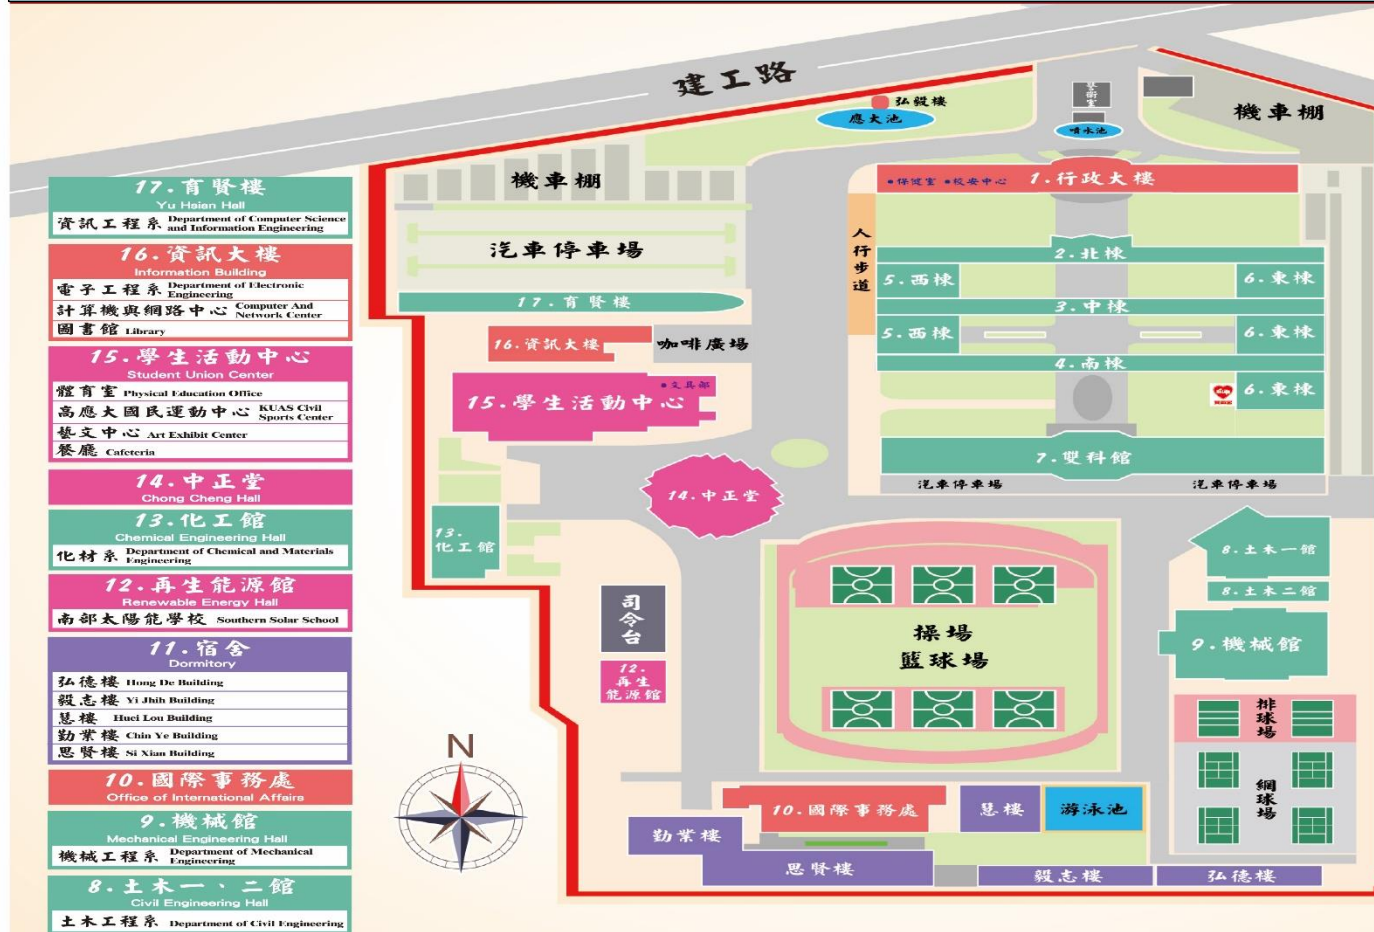 建工路
弘毅樓
應大池
警衛室
噴水池
機車棚
機車棚
●保健室 ●校安中心 1.行政大樓
人行步道
汽車停車場
2.北棟
5.西棟
6.東棟
17.育賢樓
3.中棟
16.資訊大樓
咖啡廣場
5.西棟
6.東棟
4.南棟
●文具部
15.學生活動中心
6.東棟
7.雙科館
汽車停車場
汽車停車場
14.中正堂
13.
化工館
8.土木一館
8.土木二館
司令台
操場
籃球場
9.機械館
12.
再生
能源館
排球場
網球場
N
10.國際事務處
慧樓
游泳池
勤業樓
思賢樓
毅志樓
弘德樓
17.育賢樓
Yu Hsian Hall
資訊工程系 Department of Computer Science
and Information Engineering
16.資訊大樓
Information Building
電子工程系 Department of Electronic
Engineering
計算機與網路中心 Computer And
Network Center
圖書館 Library
15.學生活動中心
Student Union Center
體育室 Physical Education Office
高應大國民運動中心 KUAS Civil
Sports Center
藝文中心 Art Exhibit Center
餐廳 Cafeteria
14.中正堂
Chong Cheng Hall
13.化工館
Chemical Engineering Hall
化材系 Department of Chemical and Materials
Engineering
12.再生能源館
Renewable Energy Hall
南部太陽能學校 Southern Solar School
11.宿舍
Dormitory
弘德樓 Hong De Building
毅志樓 Yi Jhih Building
慧樓 Huei Lou Building
勤業樓 Chin Ye Building
思賢樓 Si Xian Building
10.國際事務處
Office of International Affairs
9.機械館
Mechanical Engineering Hall
機械工程系 Department of Mechanical
Engineering
8.土木一、二館
Civil Engineering Hall
土木工程系 Department of Civil Engineering